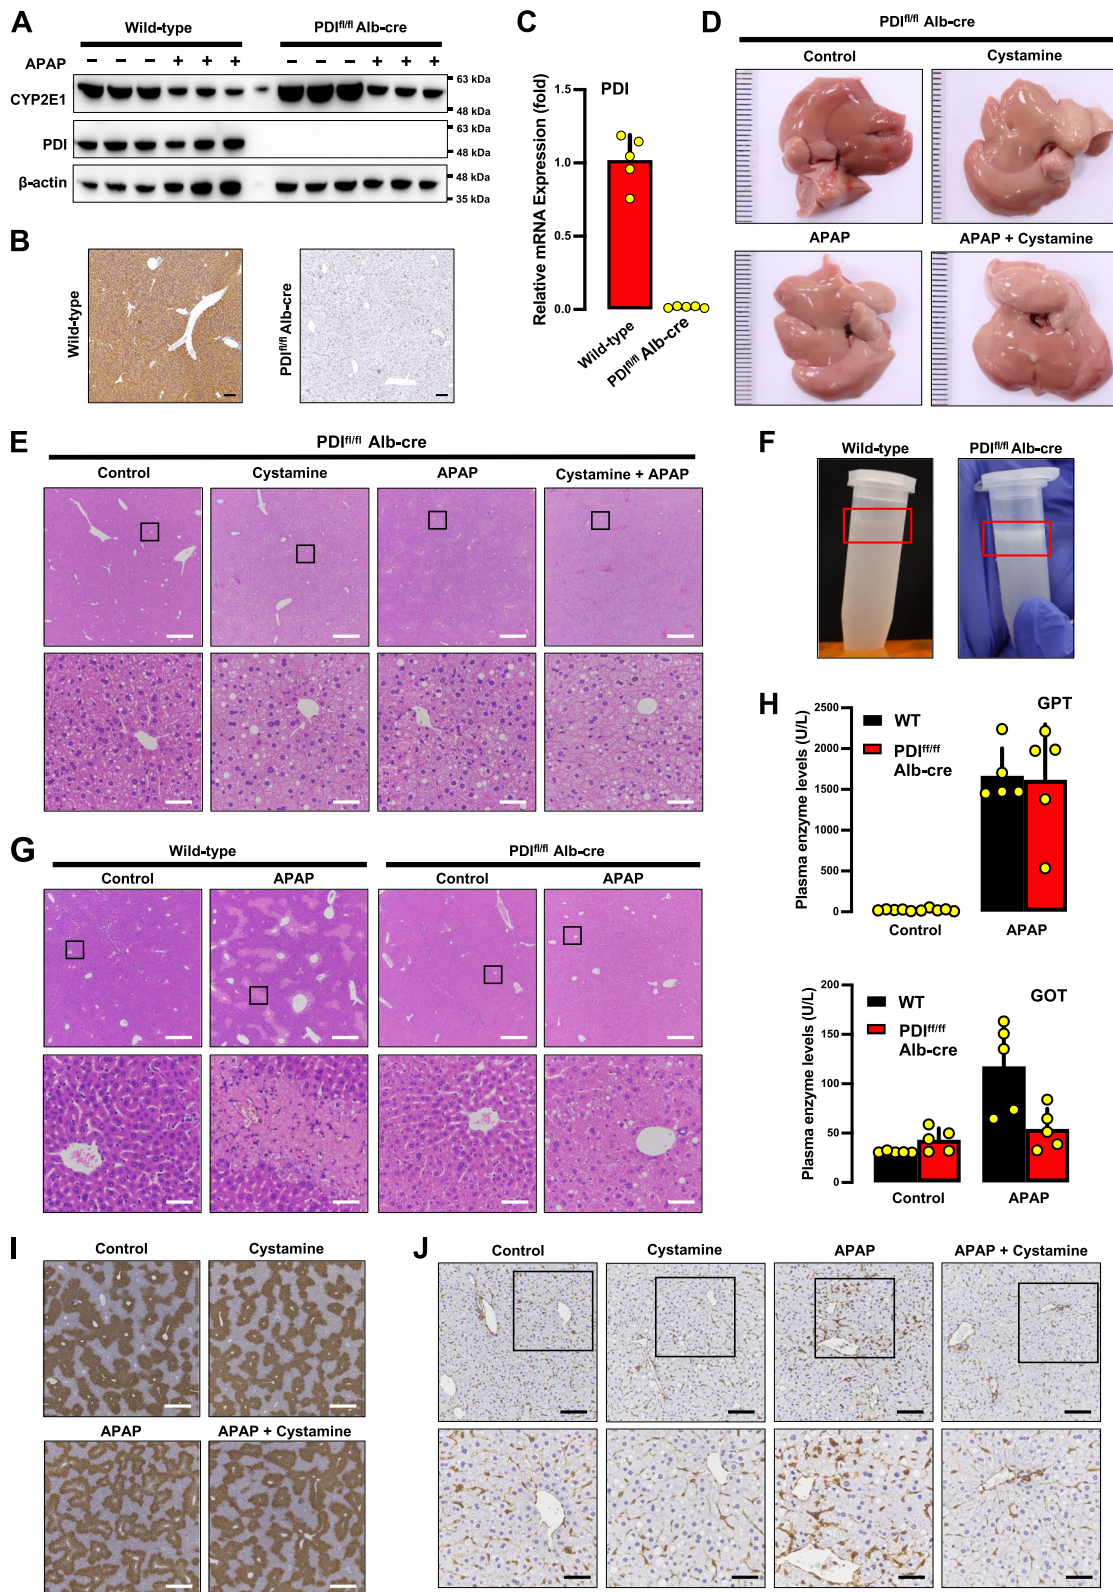 A
Wild-type
PDIfl/fl Alb-cre
APAP
− − − + + + − − − + + +
CYP2E1
63 kDa
48 kDa
PDI
63 kDa
48 kDa
β-actin
48 kDa
35 kDa
B
Wild-type
PDIfl/fl Alb-cre
C
Relative mRNA Expression (fold)
PDI
1.5
1.0
0.5
0.0
Wild-type
PDIfl/fl Alb-cre
D
PDIfl/fl Alb-cre
Control
Cystamine
APAP
APAP + Cystamine
E
PDIfl/fl Alb-cre
Control
Cystamine
APAP
Cystamine + APAP
F
Wild-type
PDIfl/fl Alb-cre
G
Wild-type
PDIfl/fl Alb-cre
Control
APAP
Control
APAP
H
Plasma enzyme levels (U/L)
GPT
WT
PDIff/ff
Alb-cre
2500
2000
1500
1000
500
0
Control
APAP
Plasma enzyme levels (U/L)
GOT
WT
PDIff/ff
Alb-cre
150
100
50
0
Control
APAP
I
Control
Cystamine
APAP
APAP + Cystamine
J
Control
Cystamine
APAP
APAP + Cystamine